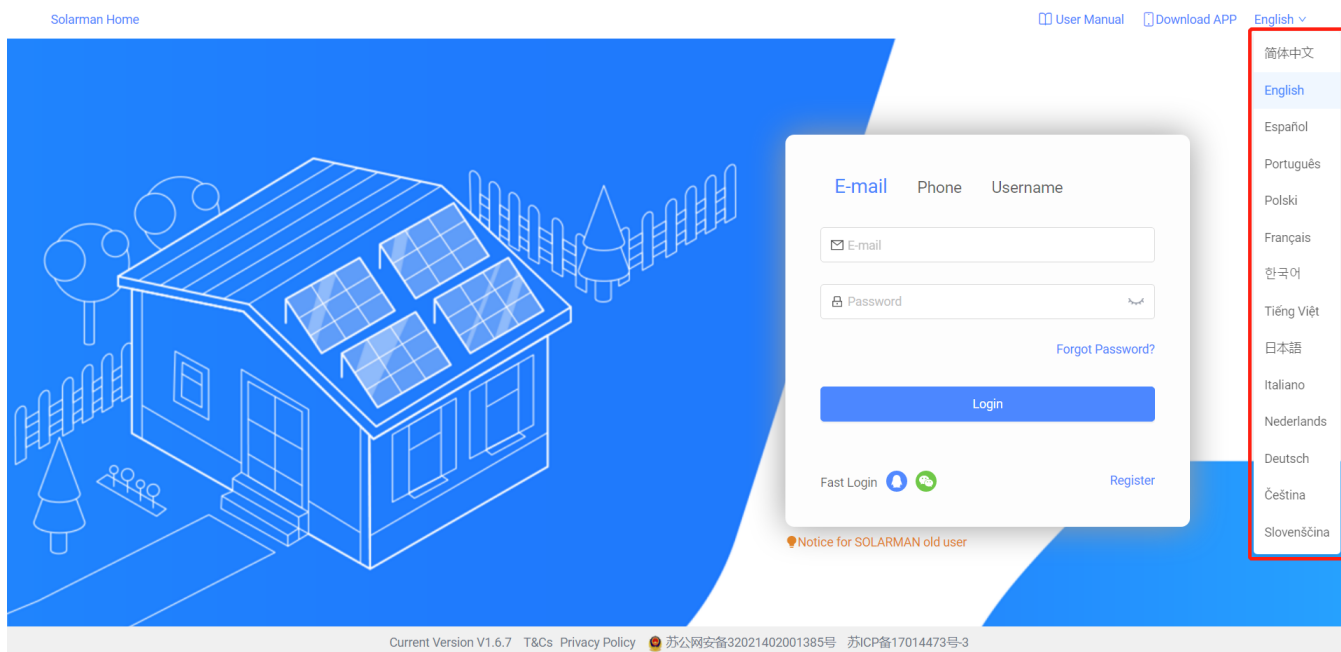 Solarman Home
User Manual
Download APP
English
简体中文
English
Español
Português
Polski
Français
한국어
Tiếng Việt
日本語
Italiano
Nederlands
Deutsch
Čeština
Slovenščina
E-mail Phone Username
E-mail
Password
Forgot Password?
Login
Fast Login
Register
Notice for SOLARMAN old user
Current Version V1.6.7 T&Cs Privacy Policy 苏公网安备32021402001385号 苏ICP备17014473号-3